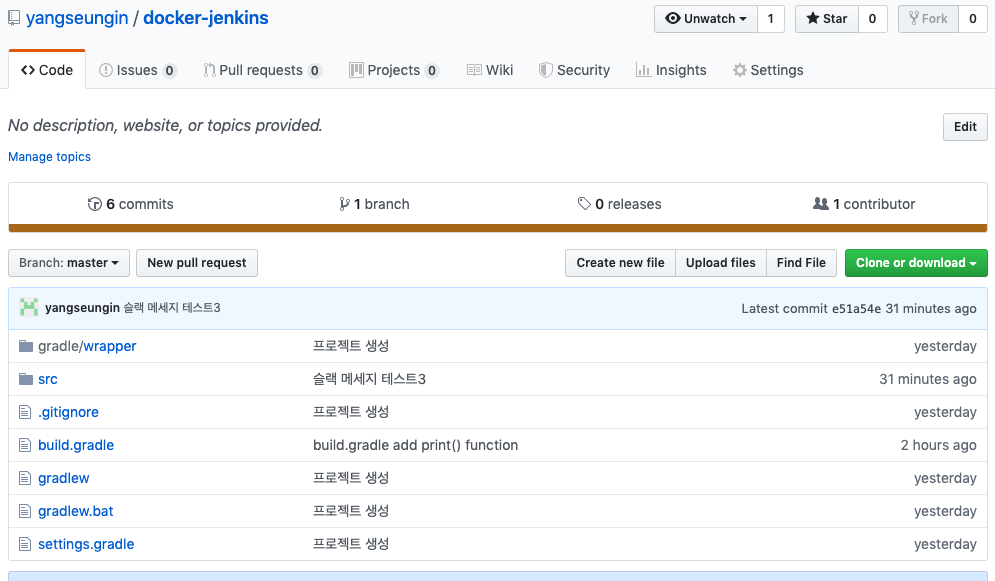 yangseungin / docker-jenkins
Unwatch 1 Star 0 Fork 0
Code Issues 0 Pull requests 0 Projects 0 Wiki Security Insights Settings
No description, website, or topics provided.
Edit
Manage topics
6 commits 1 branch 0 releases 1 contributor
Branch: master New pull request Create new file Upload files Find File Clone or download
yangseungin 슬랙 메세지 테스트3 Latest commit e51a54e 31 minutes ago
gradle/wrapper 프로젝트 생성 yesterday
src 슬랙 메세지 테스트3 31 minutes ago
.gitignore 프로젝트 생성 yesterday
build.gradle build.gradle add print() function 2 hours ago
gradlew 프로젝트 생성 yesterday
gradlew.bat 프로젝트 생성 yesterday
settings.gradle 프로젝트 생성 yesterday